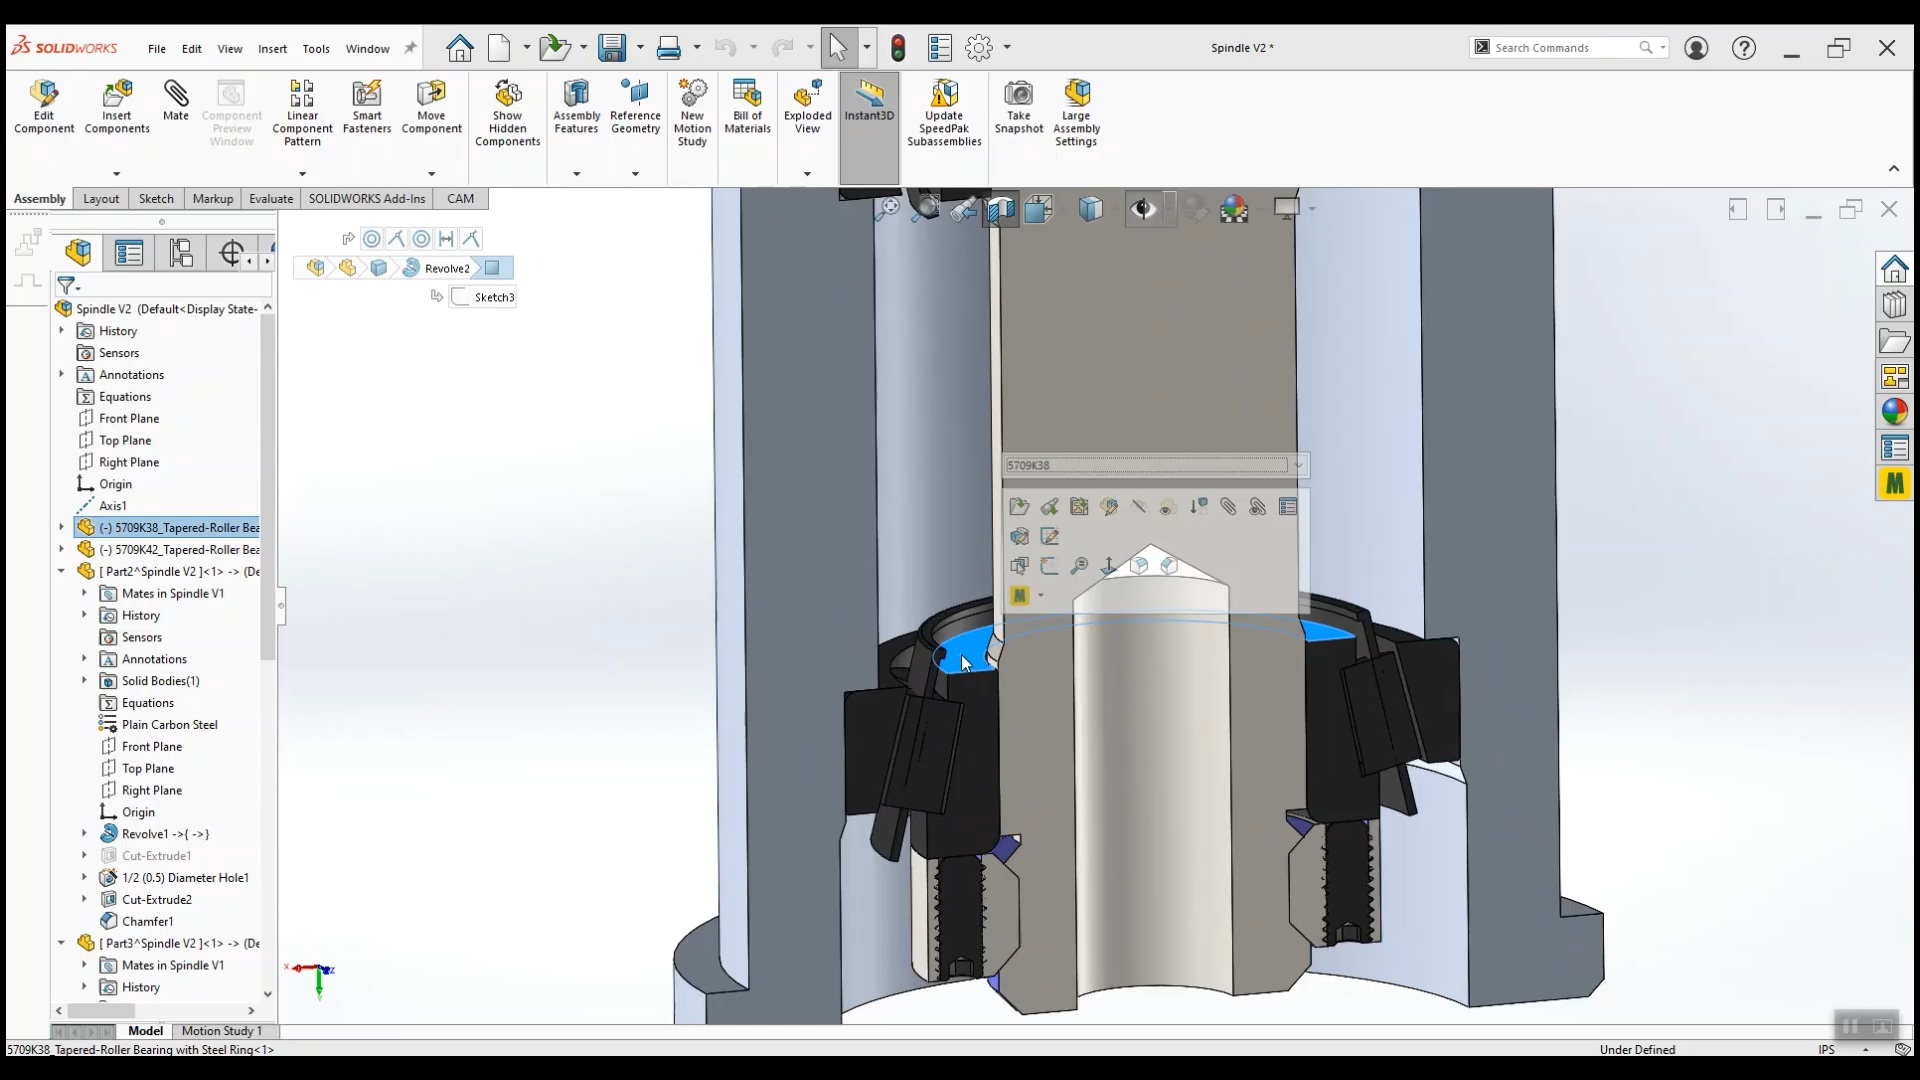 SOLIDWORKS File Edit View Insert Tools Window
Spindle V2 *
Search Commands
Edit Component
Insert Components
Mate
Component Preview Window
Linear Component Pattern
Smart Fasteners
Move Component
Show Hidden Components
Assembly Features
Reference Geometry
New Motion Study
Bill of Materials
Exploded View
Instant3D
Update SpeedPak Subassemblies
Take Snapshot
Large Assembly Settings
Assembly Layout Sketch Markup Evaluate SOLIDWORKS Add-Ins CAM
Revolve2
Sketch3
Spindle V2 (Default<Display State-
History
Sensors
Annotations
Equations
Front Plane
Top Plane
Right Plane
Origin
Axis1
(-) 5709K38_Tapered-Roller Bea
(-) 5709K42_Tapered-Roller Bea
[ Part2^Spindle V2 ]<1> -> (De
Mates in Spindle V1
History
Sensors
Annotations
Solid Bodies(1)
Equations
Plain Carbon Steel
Front Plane
Top Plane
Right Plane
Origin
Revolve1 ->{ ->}
Cut-Extrude1
1/2 (0.5) Diameter Hole1
Cut-Extrude2
Chamfer1
[ Part3^Spindle V2 ]<1> -> (De
Mates in Spindle V1
History
5709K38
M
M
X
Z
Model Motion Study 1
5709K38_Tapered-Roller Bearing with Steel Ring<1>
Under Defined
IPS